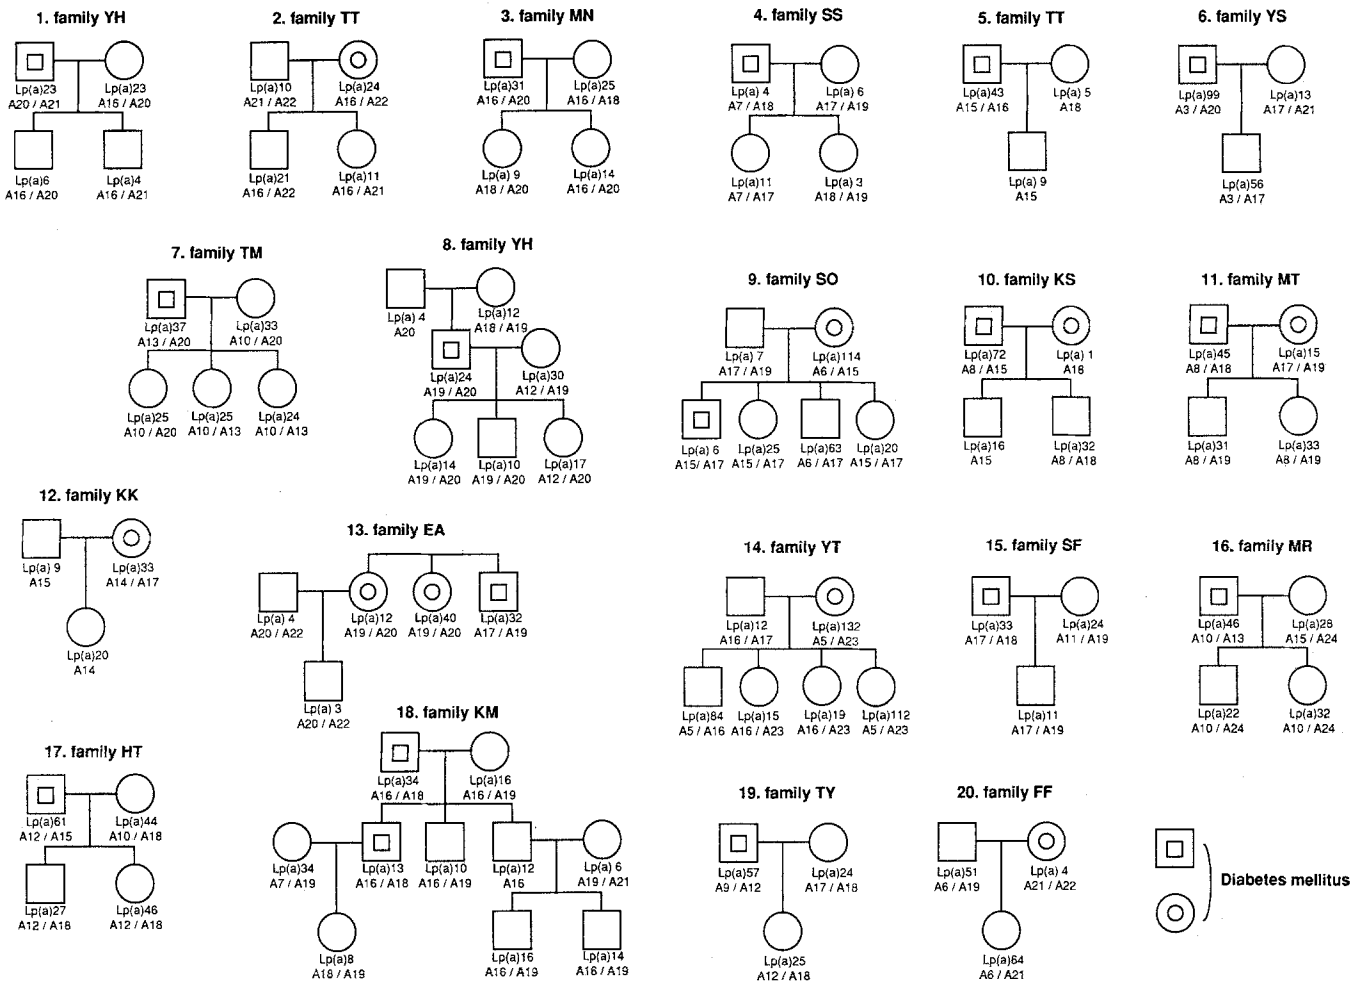 1. family YH
Lp(a)23
A20 / A21
Lp(a)23
A16 / A20
Lp(a)6
A16 / A20
Lp(a)4
A16 / A21
2. family TT
Lp(a)10
A21 / A22
Lp(a)24
A16 / A22
Lp(a)21
A16 / A22
Lp(a)11
A16 / A21
3. family MN
Lp(a)31
A16 / A20
Lp(a)25
A16 / A18
Lp(a) 9
A18 / A20
Lp(a)14
A16 / A20
4. family SS
Lp(a) 4
A7 / A18
Lp(a) 6
A17 / A19
Lp(a)11
A7 / A17
Lp(a) 3
A18 / A19
5. family TT
Lp(a)43
A15 / A16
Lp(a) 5
A18
Lp(a) 9
A15
6. family YS
Lp(a)99
A3 / A20
Lp(a)13
A17 / A21
Lp(a)56
A3 / A17
7. family TM
Lp(a)37
A13 / A20
Lp(a)33
A10 / A20
Lp(a)25
A10 / A20
Lp(a)25
A10 / A13
Lp(a)24
A10 / A13
8. family YH
Lp(a) 4
A20
Lp(a)12
A18 / A19
Lp(a)24
A19 / A20
Lp(a)30
A12 / A19
Lp(a)14
A19 / A20
Lp(a)10
A19 / A20
Lp(a)17
A12 / A20
9. family SO
Lp(a) 7
A17 / A19
Lp(a)114
A6 / A15
Lp(a) 6
A15 / A17
Lp(a)25
A15 / A17
Lp(a)63
A6 / A17
Lp(a)20
A15 / A17
10. family KS
Lp(a)72
A8 / A15
Lp(a) 1
A18
Lp(a)16
A15
Lp(a)32
A8 / A18
11. family MT
Lp(a)45
A8 / A18
Lp(a)15
A17 / A19
Lp(a)31
A8 / A19
Lp(a)33
A8 / A19
12. family KK
Lp(a) 9
A15
Lp(a)33
A14 / A17
Lp(a)20
A14
13. family EA
Lp(a) 4
A20 / A22
Lp(a)12
A19 / A20
Lp(a)40
A19 / A20
Lp(a)32
A17 / A19
Lp(a) 3
A20 / A22
14. family YT
Lp(a)12
A16 / A17
Lp(a)132
A5 / A23
Lp(a)84
A5 / A16
Lp(a)15
A16 / A23
Lp(a)19
A16 / A23
Lp(a)112
A5 / A23
15. family SF
Lp(a)33
A17 / A18
Lp(a)24
A11 / A19
Lp(a)11
A17 / A19
16. family MR
Lp(a)46
A10 / A13
Lp(a)28
A15 / A24
Lp(a)22
A10 / A24
Lp(a)32
A10 / A24
17. family HT
Lp(a)61
A12 / A15
Lp(a)44
A10 / A18
Lp(a)27
A12 / A18
Lp(a)46
A12 / A18
18. family KM
Lp(a)34
A16 / A18
Lp(a)16
A16 / A19
Lp(a)34
A7 / A19
Lp(a)13
A16 / A18
Lp(a)10
A16 / A19
Lp(a)12
A16
Lp(a) 6
A19 / A21
Lp(a)8
A18 / A19
Lp(a)16
A16 / A19
Lp(a)14
A16 / A19
19. family TY
Lp(a)57
A9 / A12
Lp(a)24
A17 / A18
Lp(a)25
A12 / A18
20. family FF
Lp(a)51
A6 / A19
Lp(a) 4
A21 / A22
Lp(a)64
A6 / A21
Diabetes mellitus